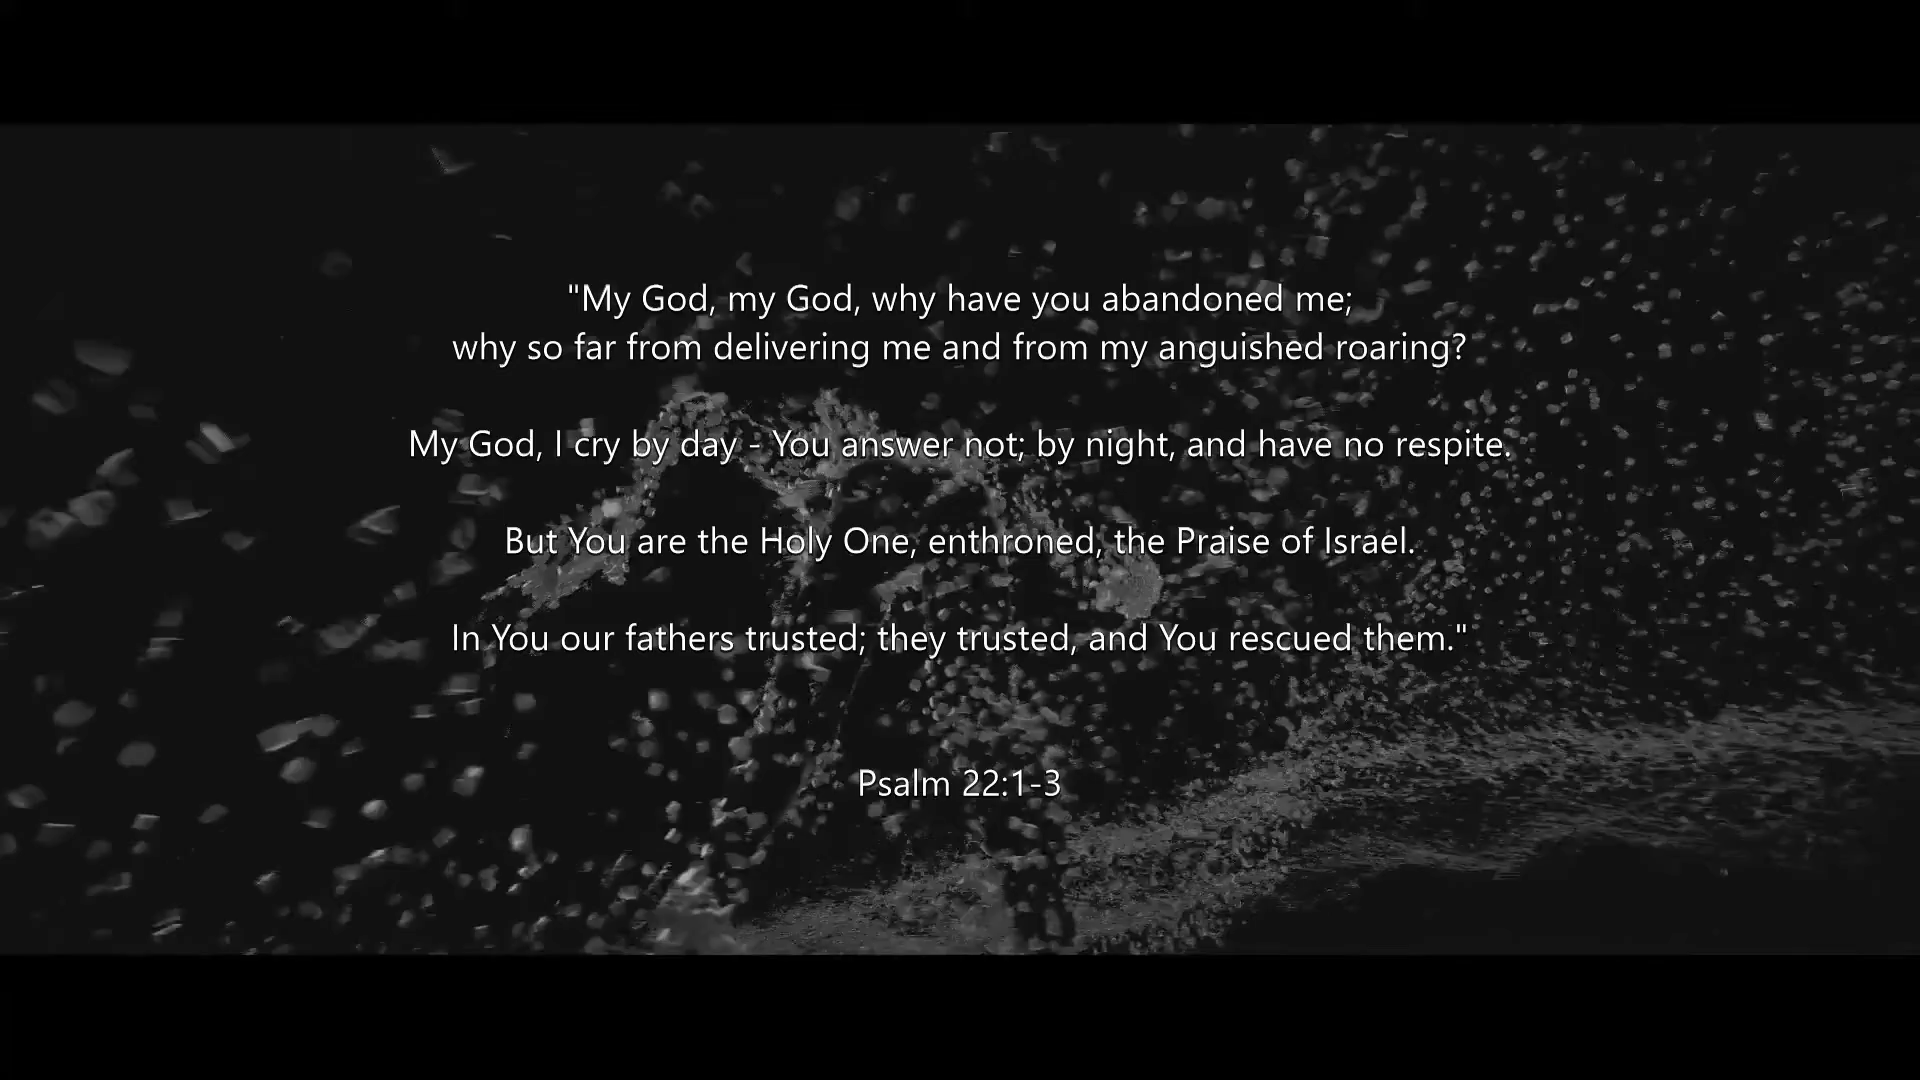 "My God, my God, why have you abandoned me;
why so far from delivering me and from my anguished roaring?
My God, I cry by day - You answer not; by night, and have no respite.
But You are the Holy One, enthroned, the Praise of Israel.
In You our fathers trusted; they trusted, and You rescued them."
Psalm 22:1-3